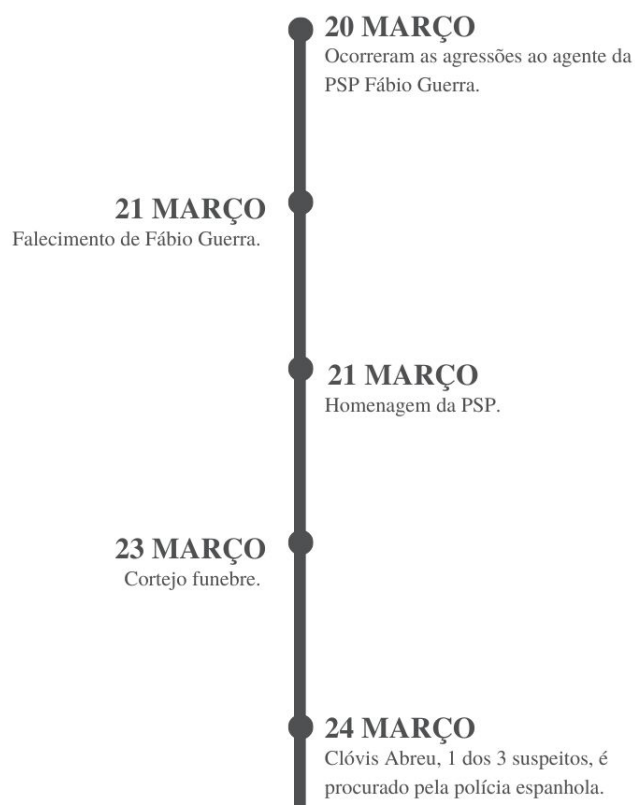 20 MARÇO
Ocorreram as agressões ao agente da
PSP Fábio Guerra.
21 MARÇO
Falecimento de Fábio Guerra.
21 MARÇO
Homenagem da PSP.
23 MARÇO
Cortejo funebre.
24 MARÇO
Clóvis Abreu, 1 dos 3 suspeitos, é
procurado pela polícia espanhola.